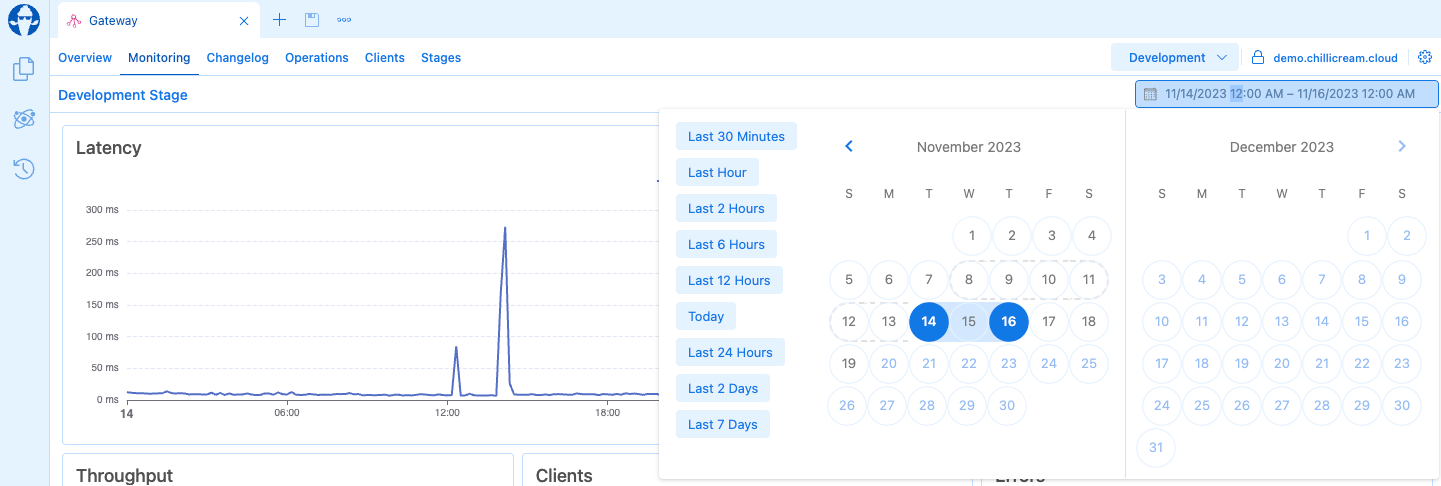 Gateway
Overview Monitoring Changelog Operations Clients Stages Development demo.chillicream.cloud
Development Stage 11/14/2023 12:00 AM – 11/16/2023 12:00 AM
Latency
300 ms
250 ms
200 ms
150 ms
100 ms
50 ms
0 ms
14 06:00 12:00 18:00
Throughput
Clients
Errors
Last 30 Minutes
Last Hour
Last 2 Hours
Last 6 Hours
Last 12 Hours
Today
Last 24 Hours
Last 2 Days
Last 7 Days
November 2023
S M T W T F S
1 2 3 4
5 6 7 8 9 10 11
12 13 14 15 16 17 18
19 20 21 22 23 24 25
26 27 28 29 30
December 2023
S M T W T F S
1 2
3 4 5 6 7 8 9
10 11 12 13 14 15 16
17 18 19 20 21 22 23
24 25 26 27 28 29 30
31